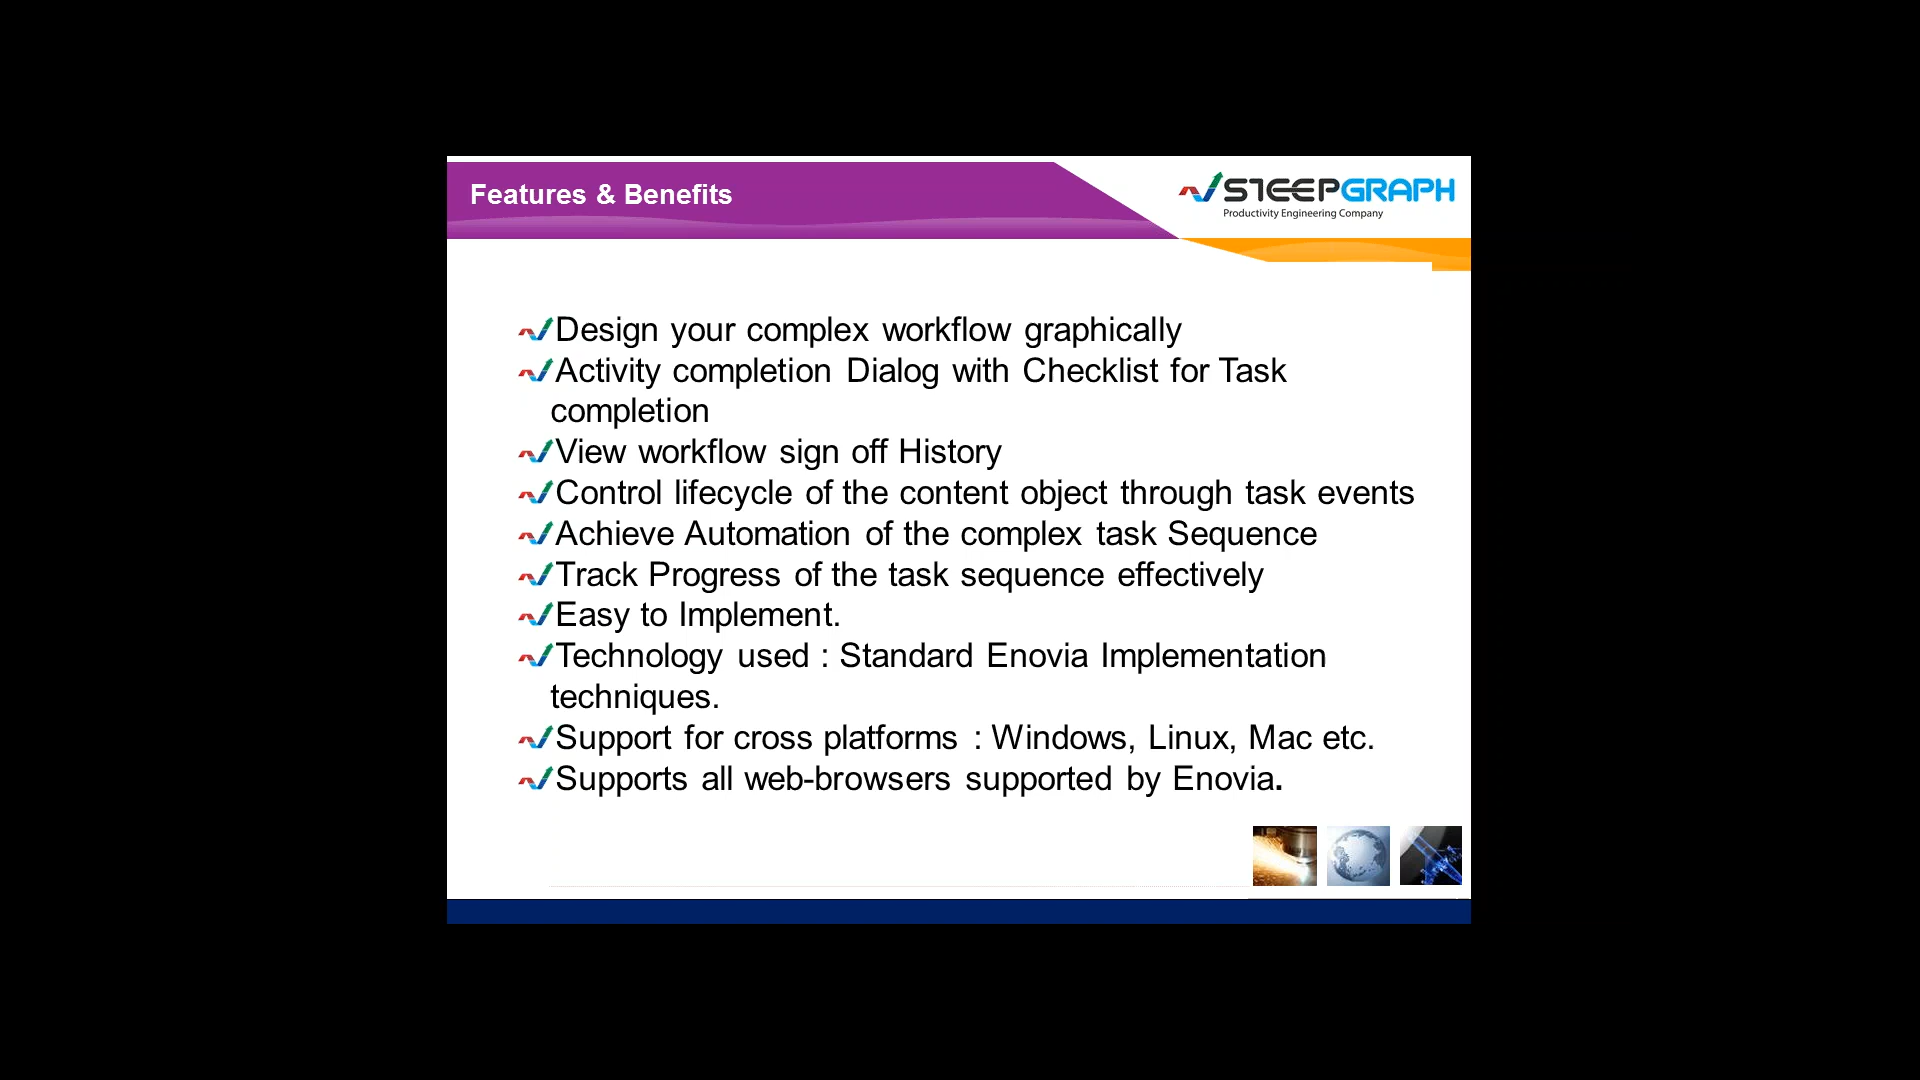 Features & Benefits
STEEPGRAPH
Productivity Engineering Company
Design your complex workflow graphically
Activity completion Dialog with Checklist for Task
completion
View workflow sign off History
Control lifecycle of the content object through task events
Achieve Automation of the complex task Sequence
Track Progress of the task sequence effectively
Easy to Implement.
Technology used : Standard Enovia Implementation
techniques.
Support for cross platforms : Windows, Linux, Mac etc.
Supports all web-browsers supported by Enovia.